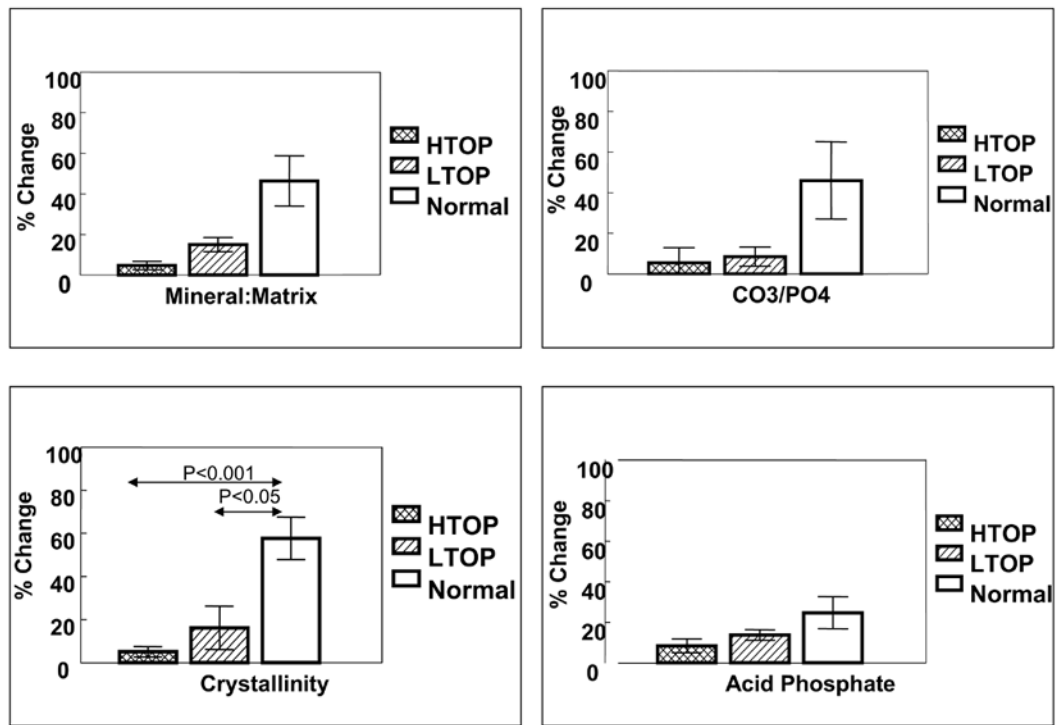 100
80
60
40
20
0
% Change
Mineral:Matrix
HTOP
LTOP
Normal
100
80
60
40
20
0
% Change
CO3/PO4
HTOP
LTOP
Normal
100
80
60
40
20
0
% Change
P<0.001
P<0.05
Crystallinity
HTOP
LTOP
Normal
100
80
60
40
20
0
% Change
Acid Phosphate
HTOP
LTOP
Normal